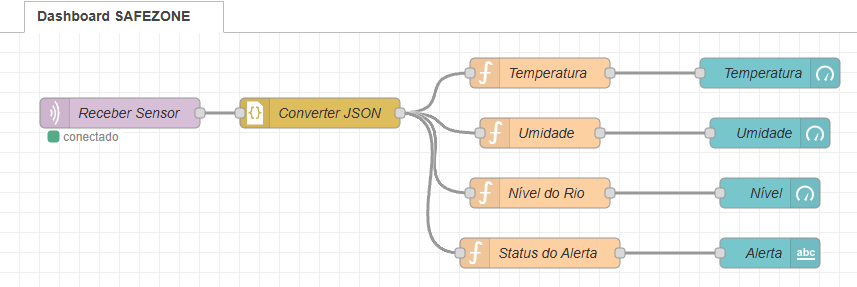 Dashboard SAFEZONE
Temperatura
Temperatura
Receber Sensor
Converter JSON
conectado
Umidade
Umidade
Nível do Rio
Nível
Status do Alerta
Alerta
abc